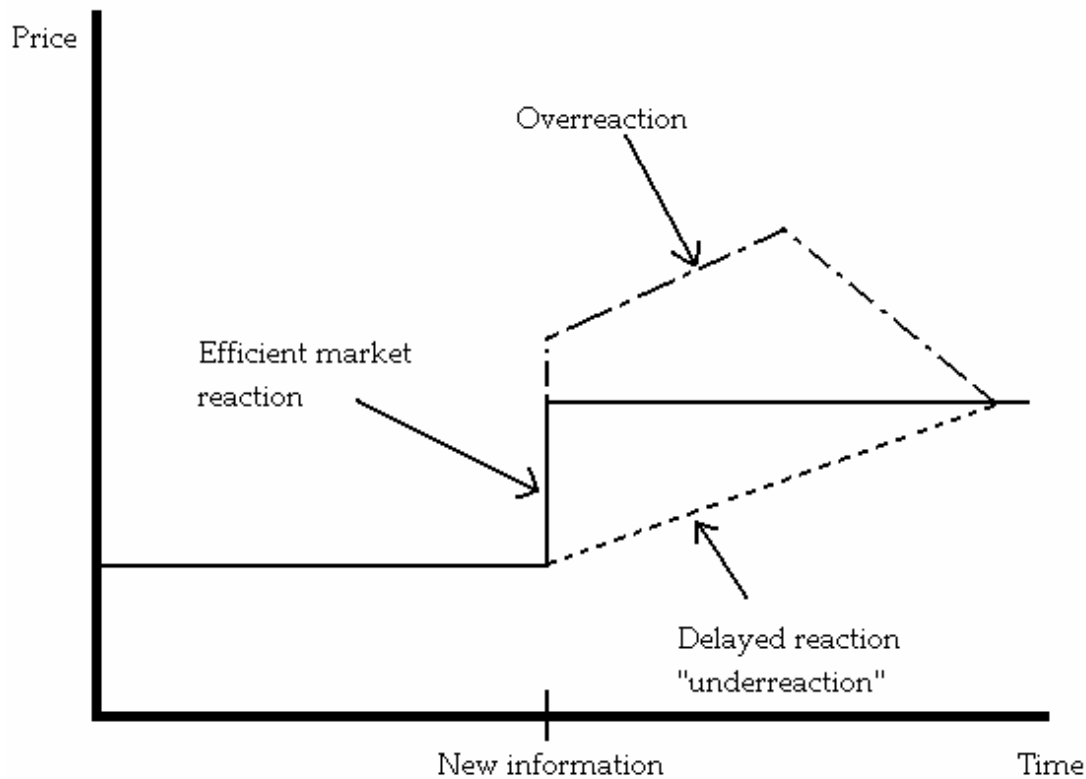 Price
Overreaction
Efficient market
reaction
Delayed reaction
"underreaction"
New information
Time